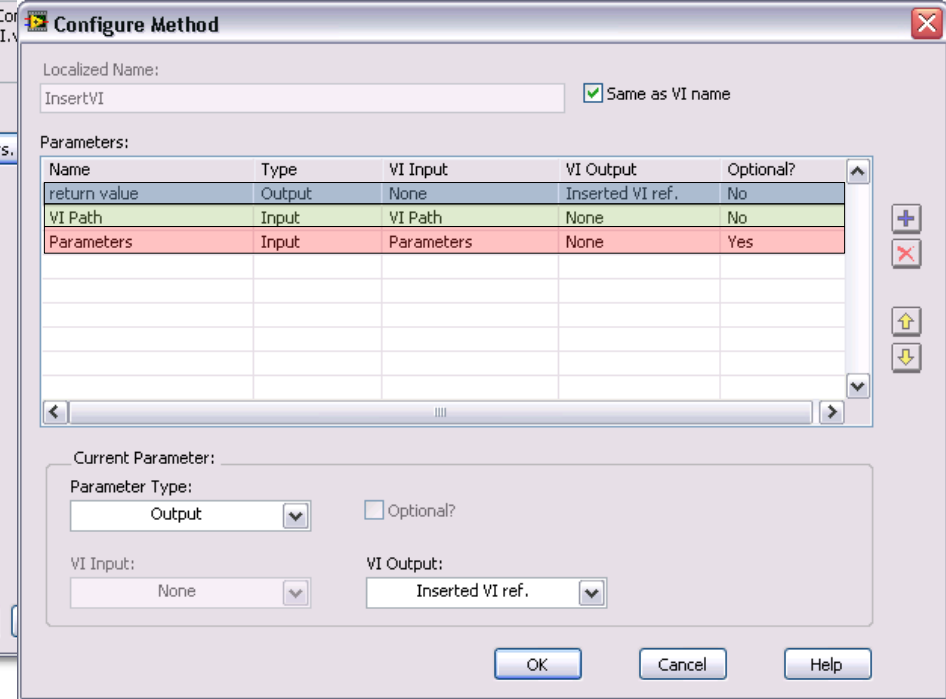 Configure Method
Localized Name:
InsertVI
Same as VI name
Parameters:
Name Type VI Input VI Output Optional?
return value Output None Inserted VI ref. No
VI Path Input VI Path None No
Parameters Input Parameters None Yes
Current Parameter:
Parameter Type:
Output
Optional?
VI Input: VI Output:
None Inserted VI ref.
OK Cancel Help